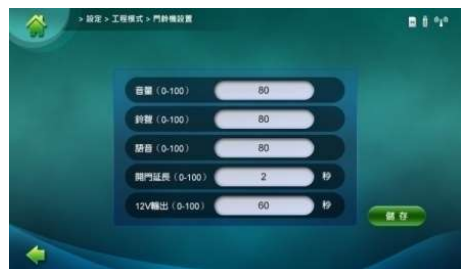 > 設定 > 工程模式 > 門鈴機設置
音量（0-100） 80
鈴聲（0-100） 80
語音（0-100） 80
開門延長（0-100） 2 秒
12V輸出（0-100） 60 秒
儲存